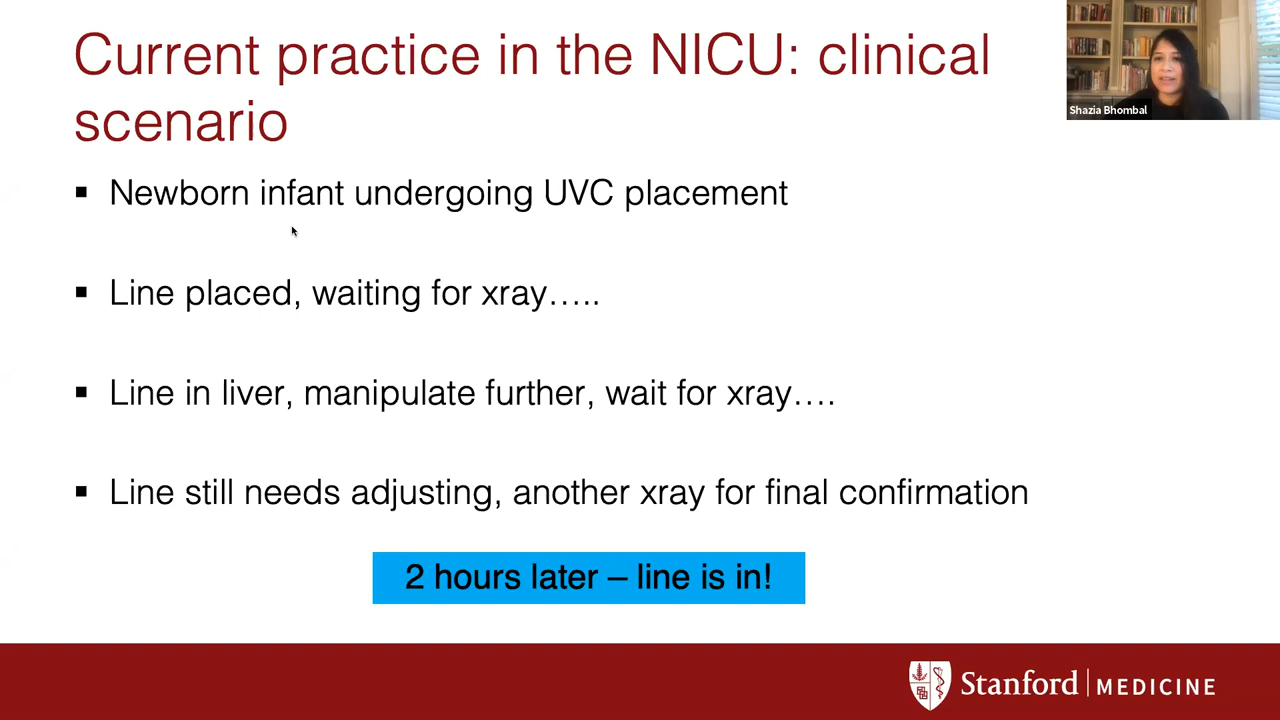 Current practice in the NICU: clinical
scenario
Shazia Bhombal
▪ Newborn infant undergoing UVC placement
▪ Line placed, waiting for xray…..
▪ Line in liver, manipulate further, wait for xray….
▪ Line still needs adjusting, another xray for final confirmation
2 hours later – line is in!
Stanford | MEDICINE